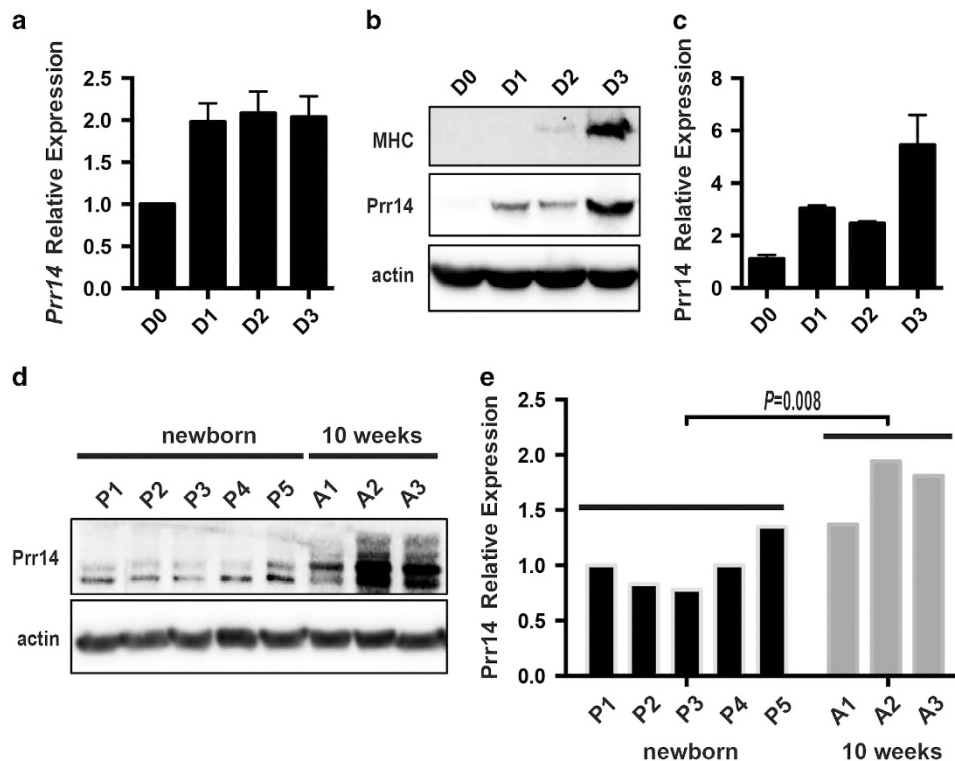 a
Prr14 Relative Expression
2.5
2.0
1.5
1.0
0.5
0.0
D0 D1 D2 D3
b
D0 D1 D2 D3
MHC
Prr14
actin
c
Prr14 Relative Expression
8
6
4
2
0
D0 D1 D2 D3
d
newborn 10 weeks
P1 P2 P3 P4 P5 A1 A2 A3
Prr14
actin
e
Prr14 Relative Expression
2.5
2.0
1.5
1.0
0.5
0.0
P=0.008
P1 P2 P3 P4 P5 A1 A2 A3
newborn 10 weeks